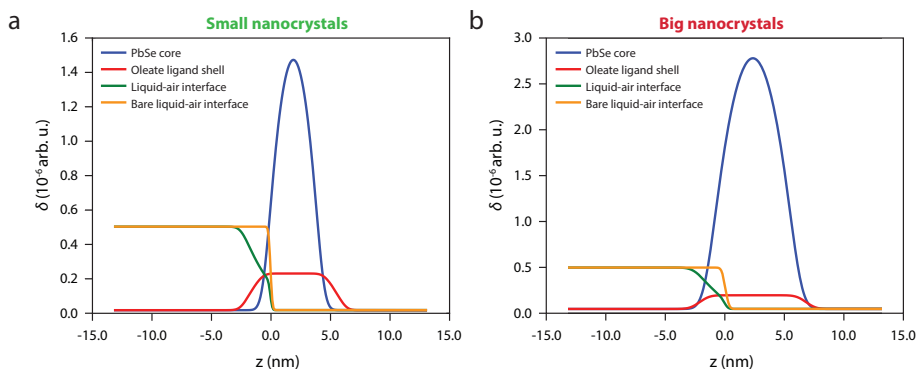 a
Small nanocrystals
1.6
1.4
1.2
1.0
0.8
0.6
0.4
0.2
0.0
δ (10⁻⁶ arb. u.)
PbSe core
Oleate ligand shell
Liquid-air interface
Bare liquid-air interface
-15.0 -10.0 -5.0 0.0 5.0 10.0 15.0
z (nm)
b
Big nanocrystals
3.0
2.5
2.0
1.5
1.0
0.5
0.0
δ (10⁻⁶ arb. u.)
PbSe core
Oleate ligand shell
Liquid-air interface
Bare liquid-air interface
-15.0 -10.0 -5.0 0.0 5.0 10.0 15.0
z (nm)